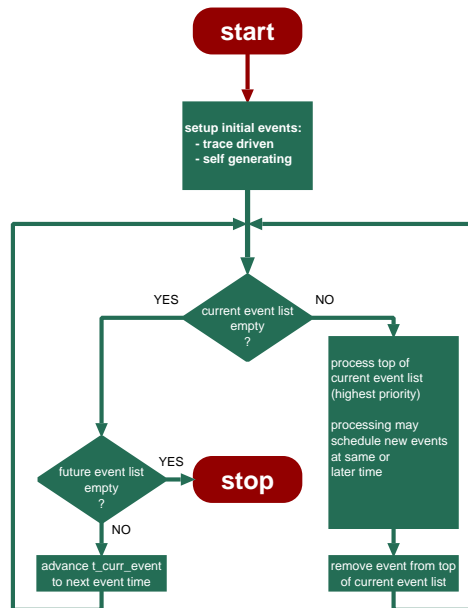 start
setup initial events:
- trace driven
- self generating
YES
NO
current event list
empty
?
process top of
current event list
(highest priority)
processing may
schedule new events
at same or
later time
future event list
empty
?
YES
stop
NO
advance t_curr_event
to next event time
remove event from top
of current event list